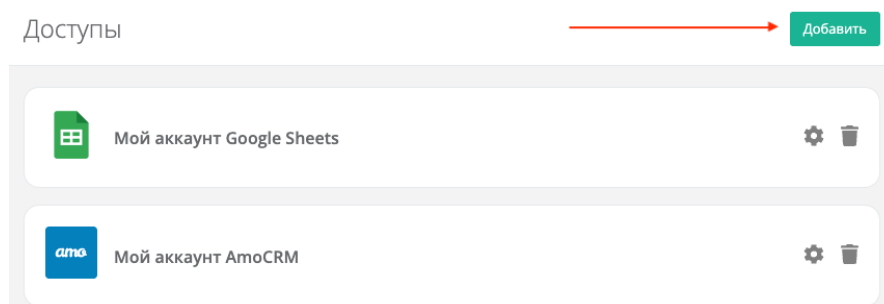 Доступы
Добавить
Мой аккаунт Google Sheets
amo
Мой аккаунт AmoCRM